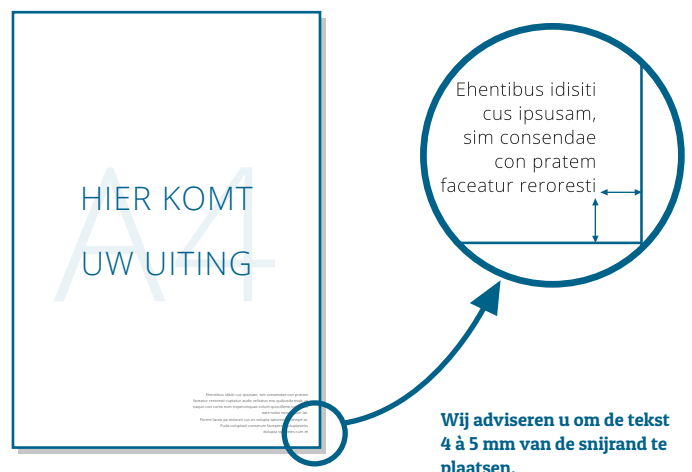 A4
HIER KOMT
UW UITING
Ehentibus idisiti
cus ipsusam,
sim consendae
con pratem
faceatur reroresti
Wij adviseren u om de tekst
4 à 5 mm van de snijrand te
plaatsen.